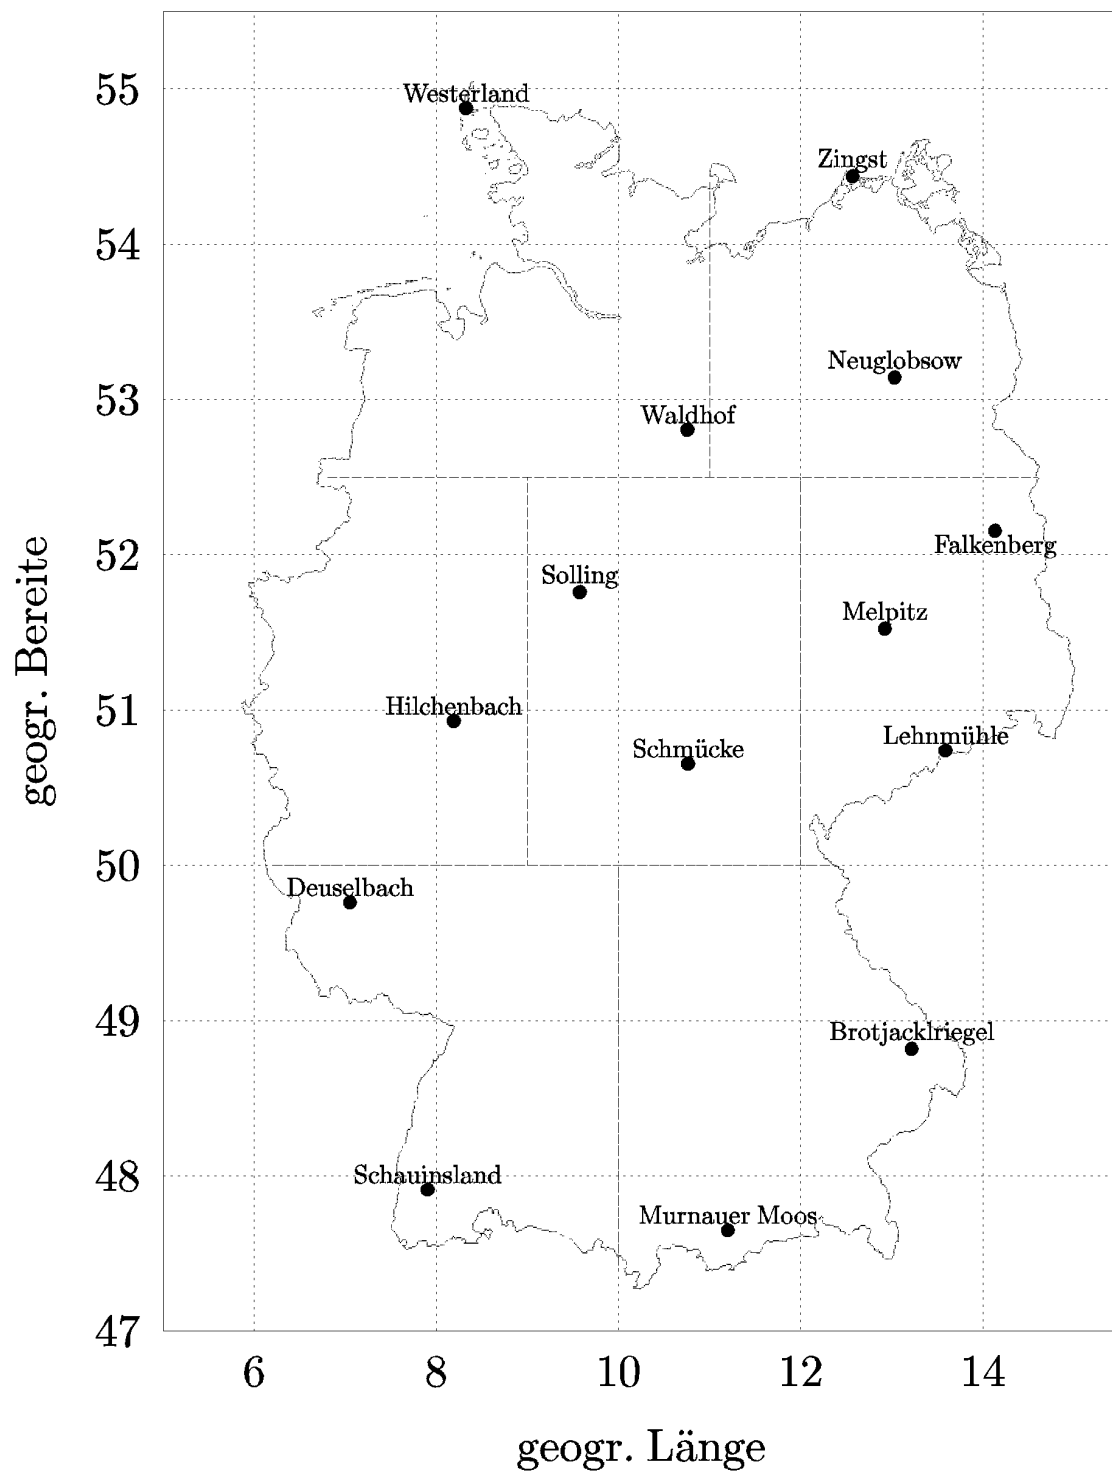 55
Westerland
Zingst
54
Neuglobsow
53
Waldhof
Falkenberg
52
Solling
Melpitz
51
Hilchenbach
Lehnmühle
Schmücke
50
Deuselbach
49
Brotjacklriegel
48
Schauinsland
Murnauer Moos
47
6 8 10 12 14
geogr. Länge
geogr. Bereite